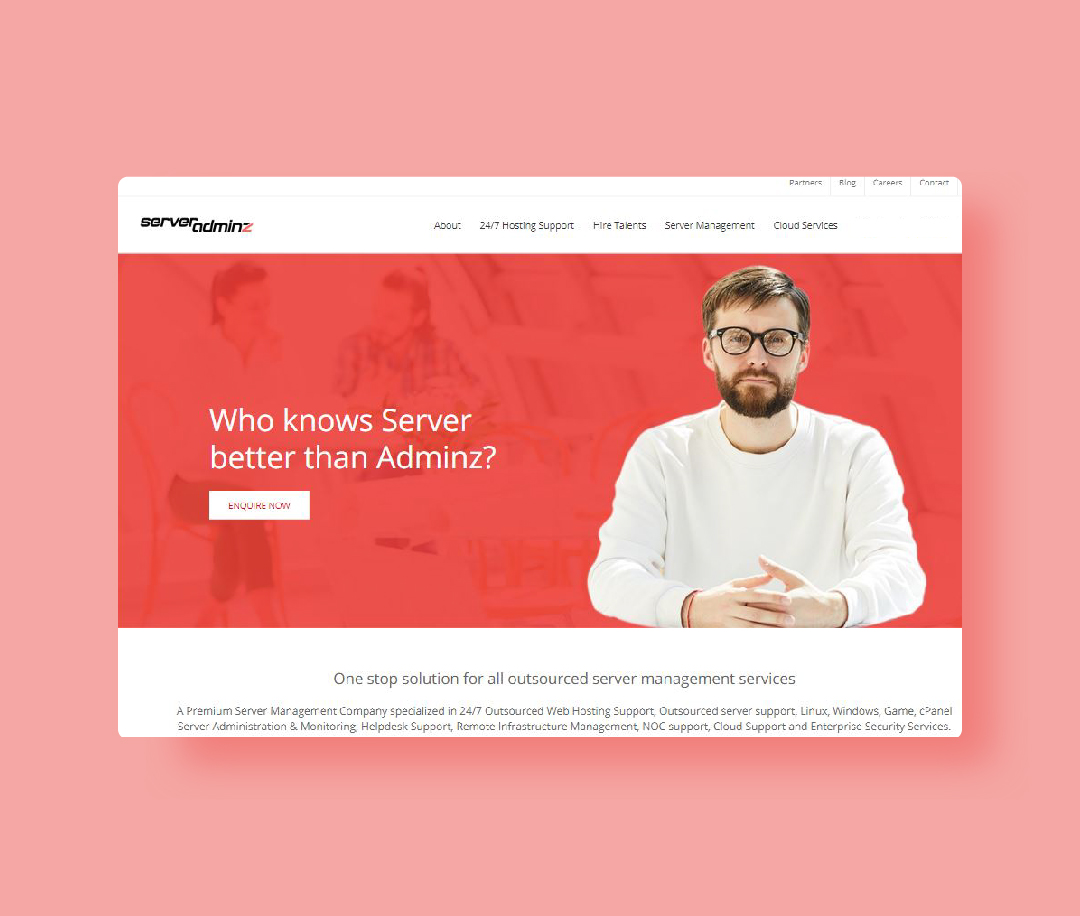 Partners Blog Careers Contact
serveradminz
About 24/7 Hosting Support Hire Talents Server Management Cloud Services
Who knows Server
better than Adminz?
ENQUIRE NOW
One stop solution for all outsourced server management services
A Premium Server Management Company specialized in 24/7 Outsourced Web Hosting Support, Outsourced server support, Linux, Windows, Game, cPanel
Server Administration & Monitoring, Helpdesk Support, Remote Infrastructure Management, NOC support, Cloud Support and Enterprise Security Services.